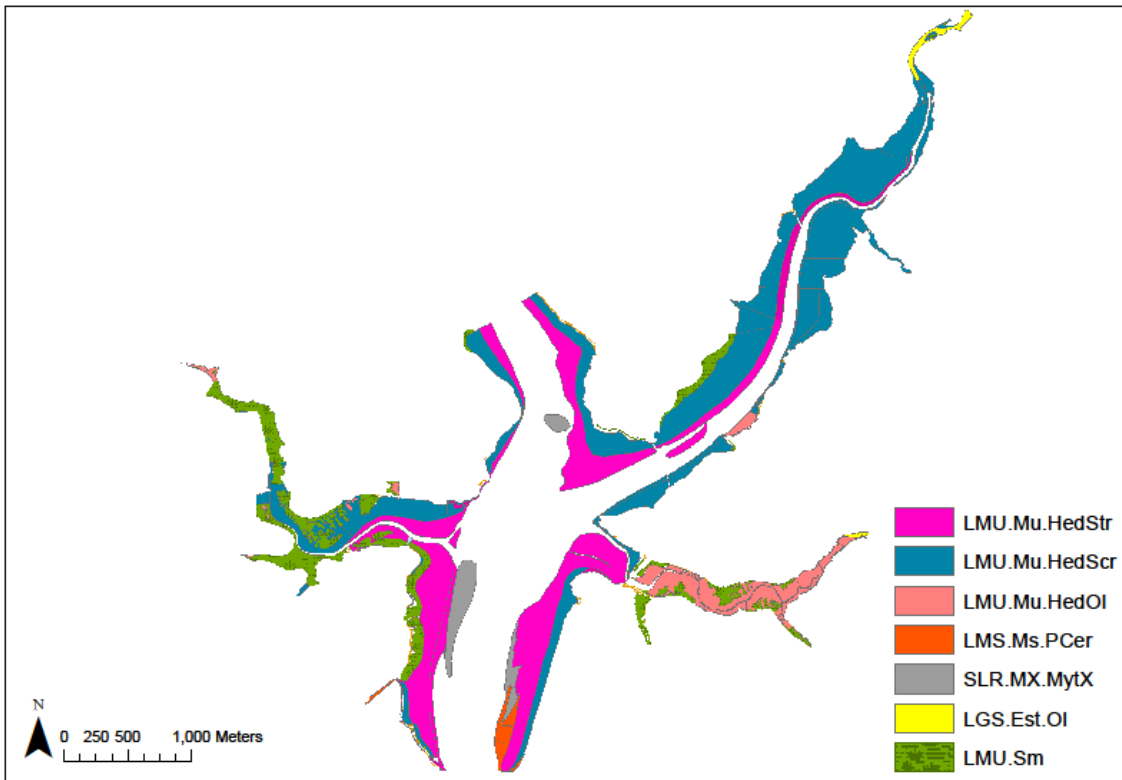 LMU.Mu.HedStr
LMU.Mu.HedScr
LMU.Mu.HedOl
LMS.Ms.PCer
SLR.MX.MytX
LGS.Est.Ol
LMU.Sm
N
0 250 500 1,000 Meters